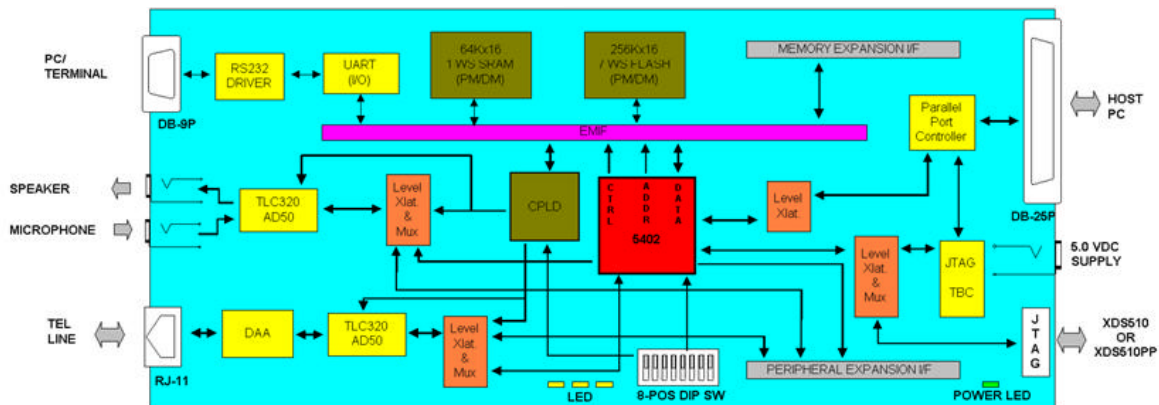 PC/
TERMINAL
DB-9P
RS232
DRIVER
UART
(I/O)
64Kx16
1 WS SRAM
(PM/DM)
256Kx16
7 WS FLASH
(PM/DM)
MEMORY EXPANSION I/F
EMIF
Parallel
Port
Controller
HOST
PC
DB-25P
SPEAKER
MICROPHONE
TLC320
AD50
Level
Xlat.
& Mux
CPLD
CTRL
ADDR
DATA
5402
Level
Xlat.
Level
Xlat.
&
Mux
JTAG
TBC
5.0 VDC
SUPPLY
TEL
LINE
RJ-11
DAA
TLC320
AD50
Level
Xlat.
&
Mux
LED
8-POS DIP SW
PERIPHERAL EXPANSION I/F
POWER LED
JTAG
XDS510
OR
XDS510PP